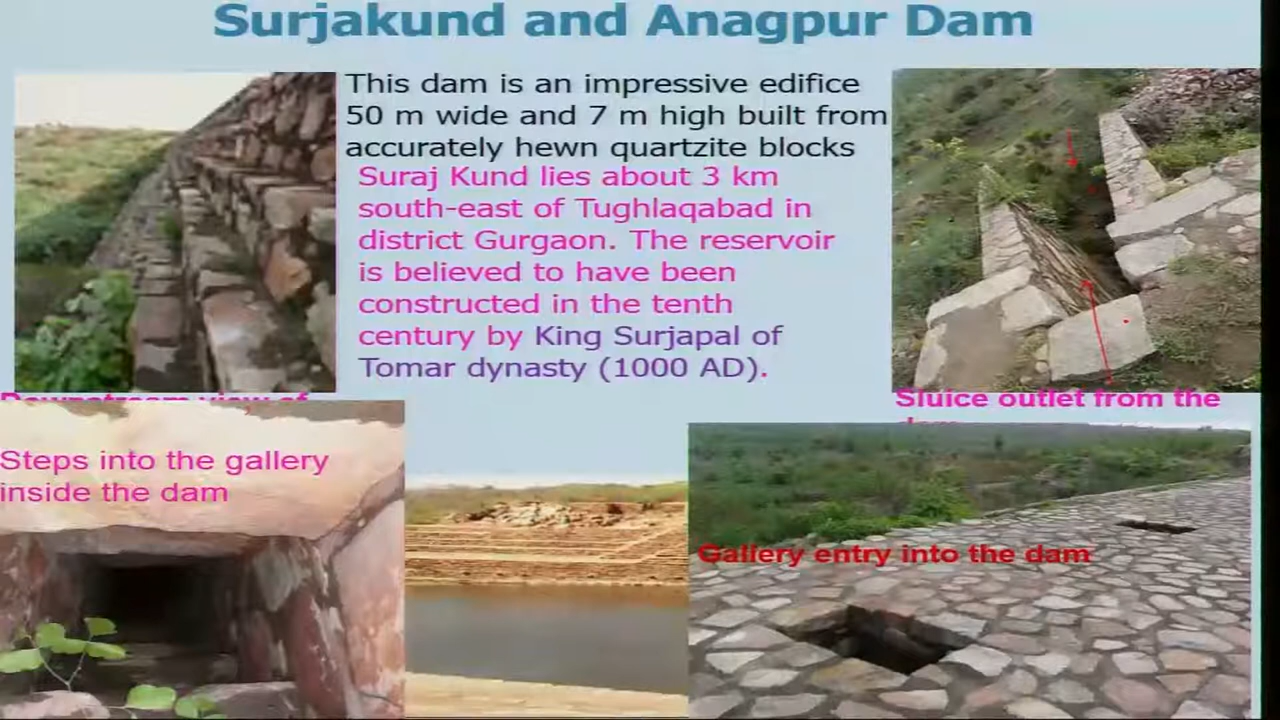 Surjakund and Anagpur Dam
This dam is an impressive edifice
50 m wide and 7 m high built from
accurately hewn quartzite blocks
Suraj Kund lies about 3 km
south-east of Tughlaqabad in
district Gurgaon. The reservoir
is believed to have been
constructed in the tenth
century by King Surjapal of
Tomar dynasty (1000 AD).
Downstream view of
Sluice outlet from the
Steps into the gallery
inside the dam
Gallery entry into the dam